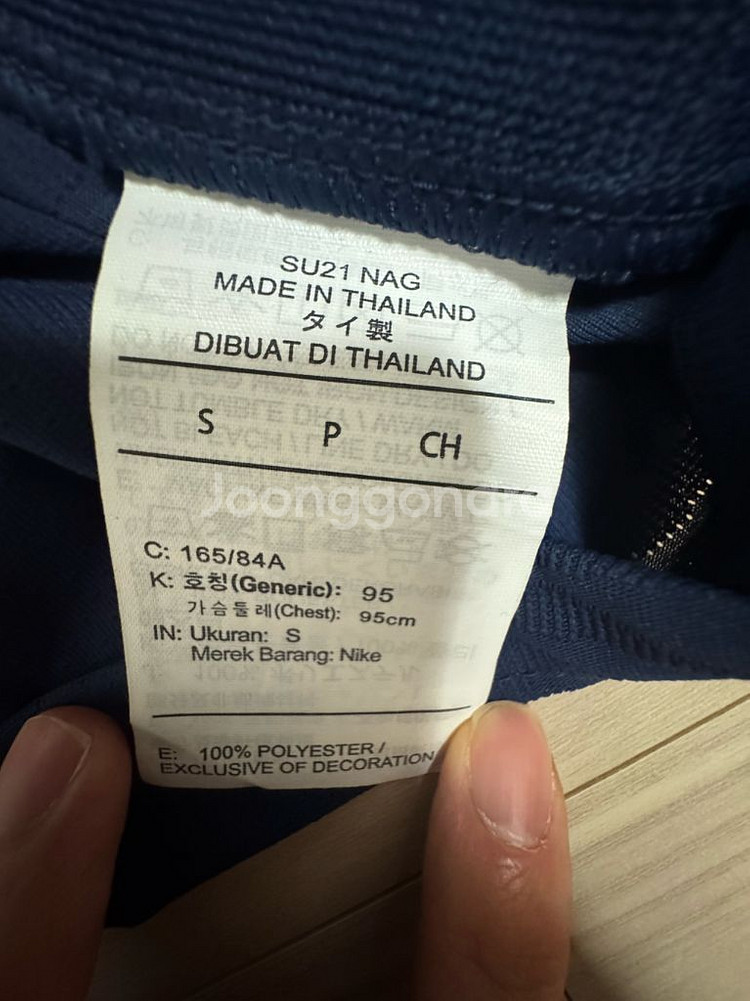 SU21 NAG
MADE IN THAILAND
タイ製
DIBUAT DI THAILAND
S P CH
Joonggona
C: 165/84A
K: 호칭(Generic): 95
가슴둘레(Chest): 95cm
IN: Ukuran: S
Merek Barang: Nike
E: 100% POLYESTER /
EXCLUSIVE OF DECORATION